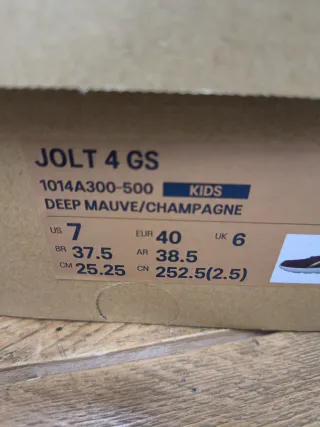 JOLT 4 GS
1014A300-500 KIDS
DEEP MAUVE/CHAMPAGNE
US 7 EUR 40 UK 6
BR 37.5 AR 38.5
CM 25.25 CN 252.5(2.5)